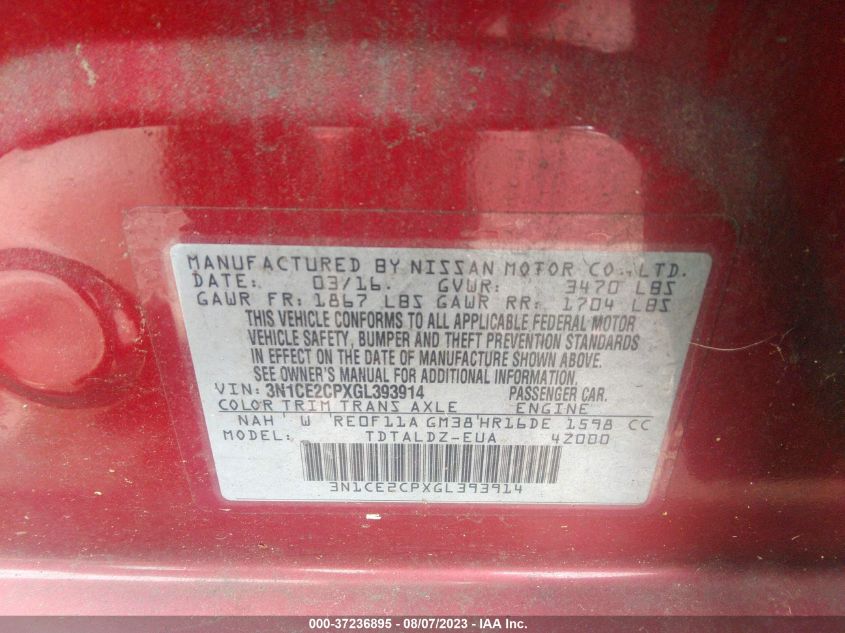 MANUFACTURED BY NISSAN MOTOR CO., LTD.
DATE: 03/16. GVWR: 3470 LBS
GAWR FR: 1867 LBS GAWR RR: 1704 LBS
THIS VEHICLE CONFORMS TO ALL APPLICABLE FEDERAL MOTOR
VEHICLE SAFETY, BUMPER AND THEFT PREVENTION STANDARDS
IN EFFECT ON THE DATE OF MANUFACTURE SHOWN ABOVE.
SEE OWNER'S MANUAL FOR ADDITIONAL INFORMATION
VIN: 3N1CE2CPXGL393914 PASSENGER CAR.
COLOR TRIM TRANS AXLE ENGINE
NAH W RE0F11A GM38 HR16DE 1598 CC
MODEL: TDTALDZ-EUA 42000
3N1CE2CPXGL393914
000-37236895 - 08/07/2023 - IAA Inc.